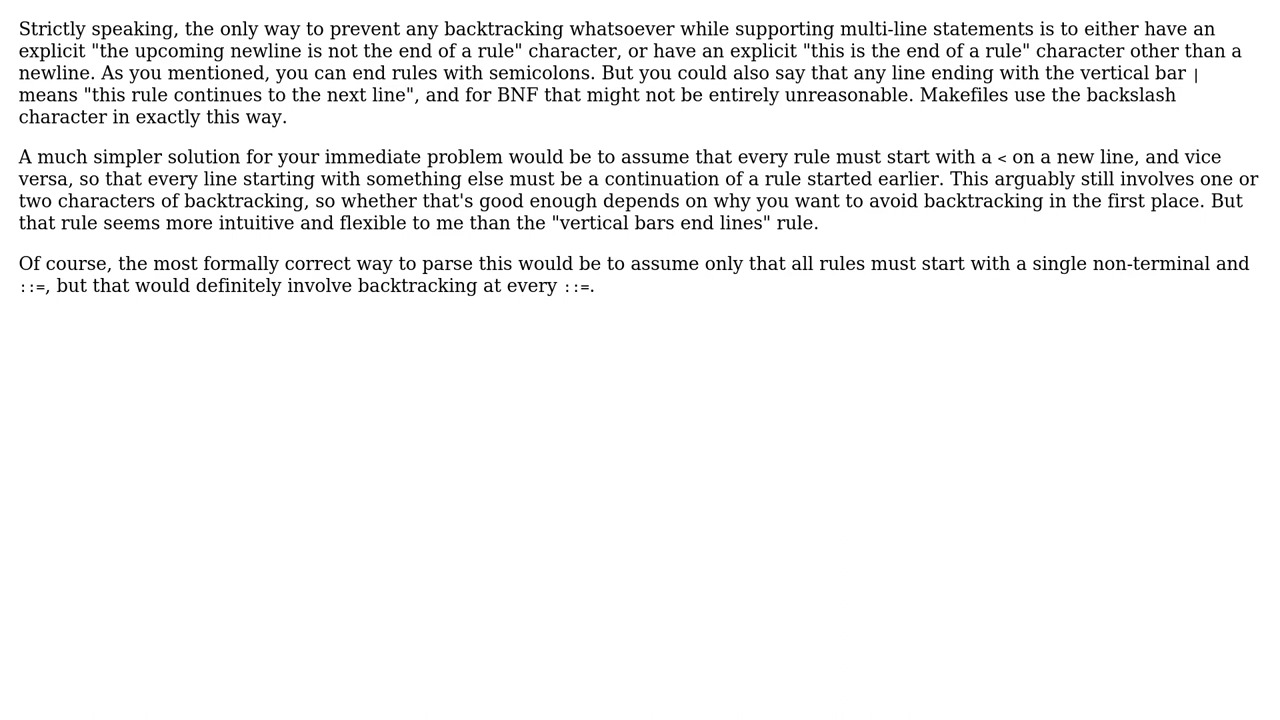 Strictly speaking, the only way to prevent any backtracking whatsoever while supporting multi-line statements is to either have an
explicit "the upcoming newline is not the end of a rule" character, or have an explicit "this is the end of a rule" character other than a
newline. As you mentioned, you can end rules with semicolons. But you could also say that any line ending with the vertical bar |
means "this rule continues to the next line", and for BNF that might not be entirely unreasonable. Makefiles use the backslash
character in exactly this way.
A much simpler solution for your immediate problem would be to assume that every rule must start with a < on a new line, and vice
versa, so that every line starting with something else must be a continuation of a rule started earlier. This arguably still involves one or
two characters of backtracking, so whether that's good enough depends on why you want to avoid backtracking in the first place. But
that rule seems more intuitive and flexible to me than the "vertical bars end lines" rule.
Of course, the most formally correct way to parse this would be to assume only that all rules must start with a single non-terminal and
::=, but that would definitely involve backtracking at every ::=.